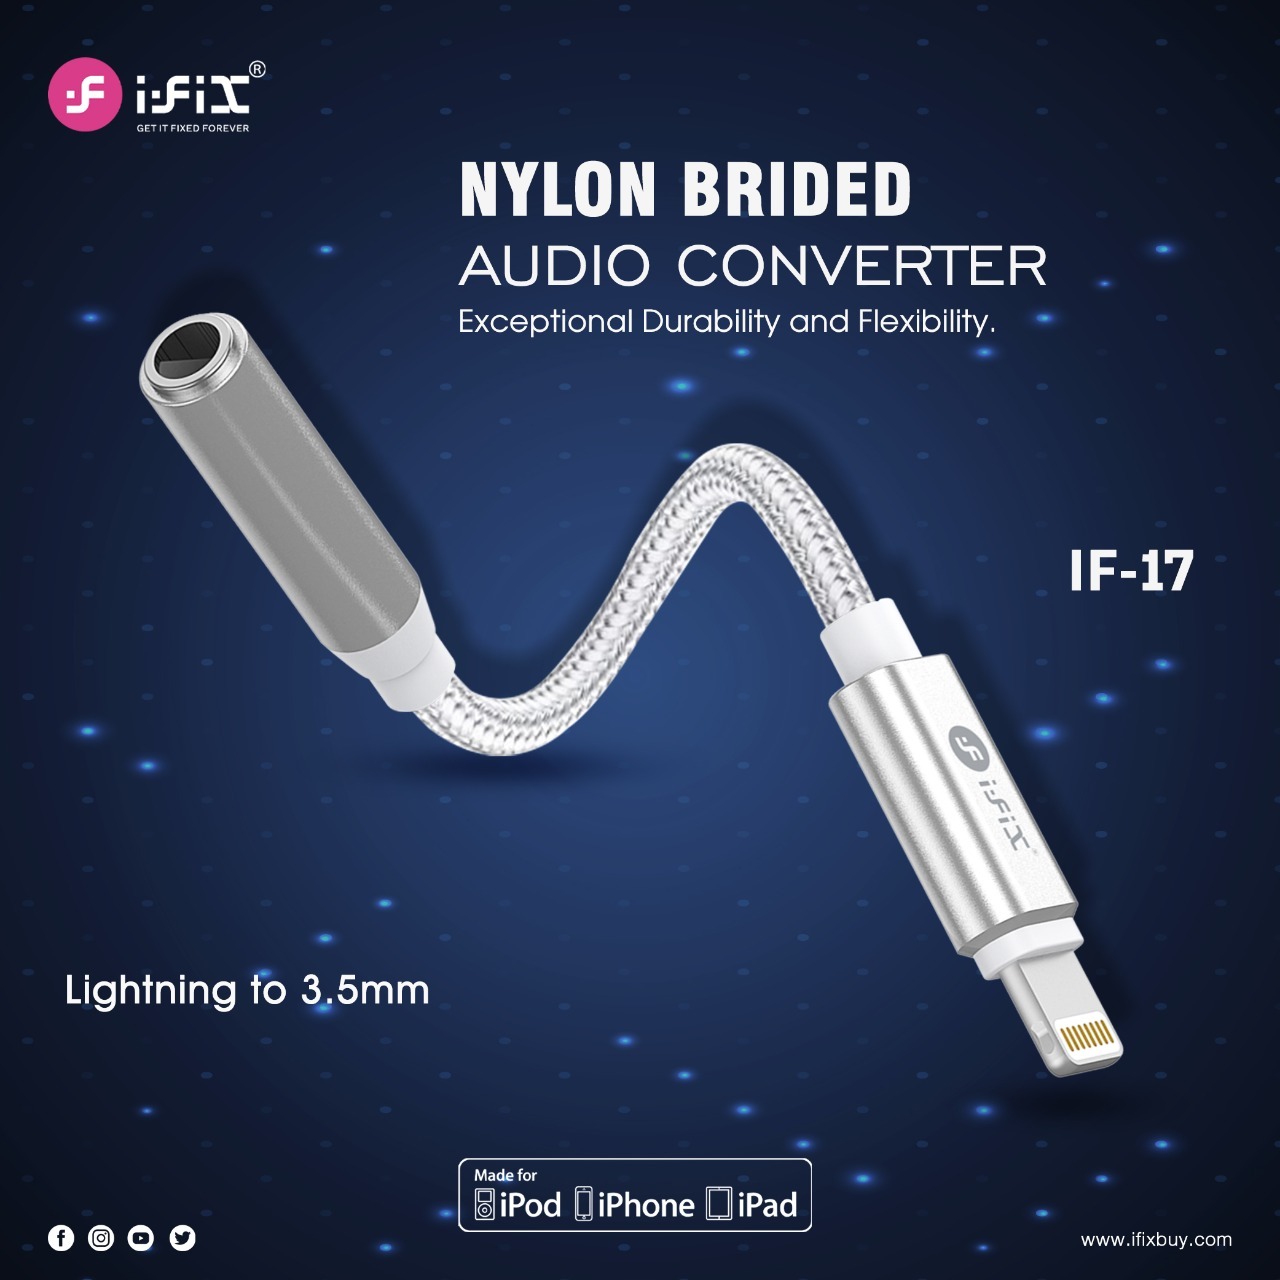 i·fiX®
GET IT FIXED FOREVER
NYLON BRIDED
AUDIO CONVERTER
Exceptional Durability and Flexibility.
IF-17
i·fiX
Lightning to 3.5mm
Made for
iPod iPhone iPad
www.ifixbuy.com